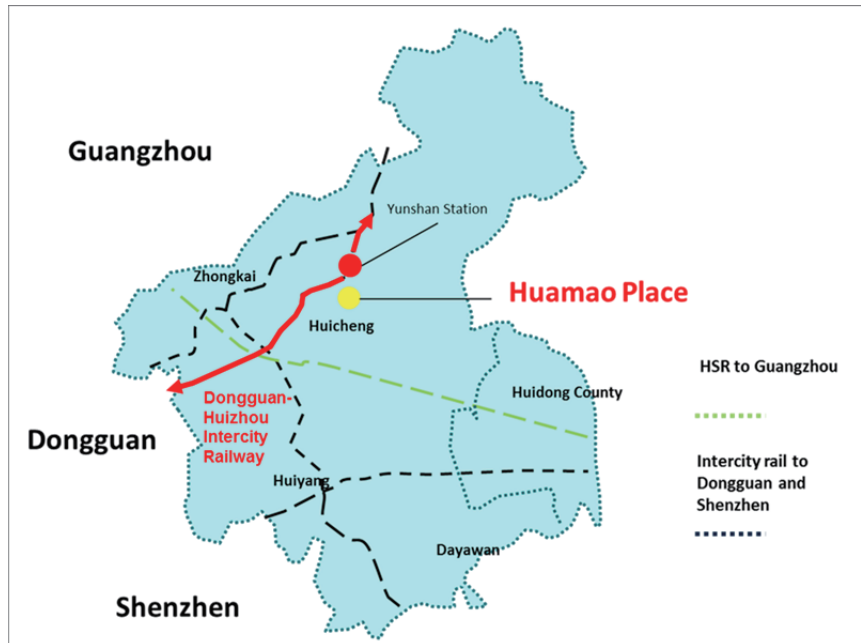 Guangzhou
Yunshan Station
Zhongkai
Huamao Place
Huicheng
HSR to Guangzhou
Huidong County
Dongguan-
Huizhou
Intercity
Railway
Dongguan
Intercity rail to
Dongguan and
Shenzhen
Huiyang
Dayawan
Shenzhen